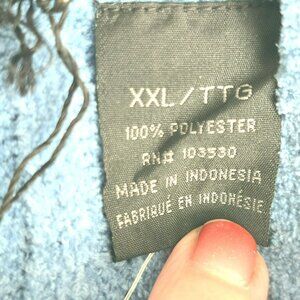 XXL/TTG
100% POLYESTER
RN# 103530
MADE IN INDONESIA
FABRIQUÉ EN INDONÉSIE